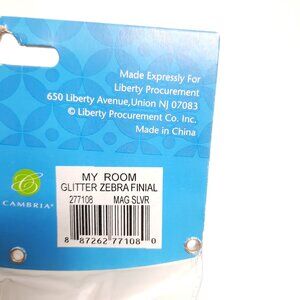 Made Expressly For
Liberty Procurement
650 Liberty Avenue,Union NJ 07083
© Liberty Procurement Co. Inc.
Made in China
CAMBRIA®
MY ROOM
GLITTER ZEBRA FINIAL
277108 MAG SLVR
8 87262 77108 0